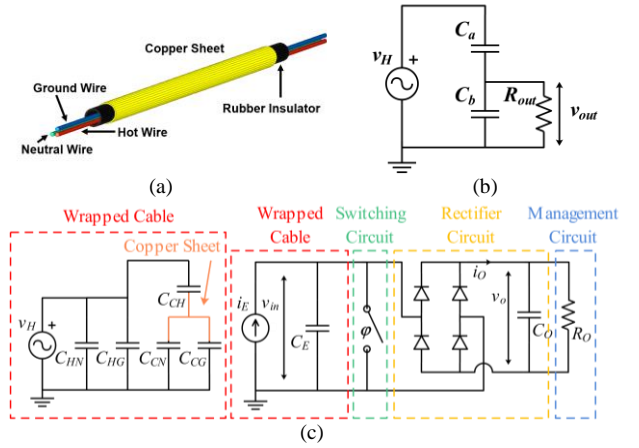 Copper Sheet
Ground Wire
Rubber Insulator
Neutral Wire
Hot Wire
(a)
v_H
+
C_a
C_b
R_out
v_out
(b)
Wrapped Cable
Copper Sheet
v_H
+
C_HN
C_HG
C_CH
C_CN
C_CG
Wrapped Cable
Switching Circuit
Rectifier Circuit
Management Circuit
i_E
v_in
C_E
φ
i_O
v_o
C_O
R_O
(c)